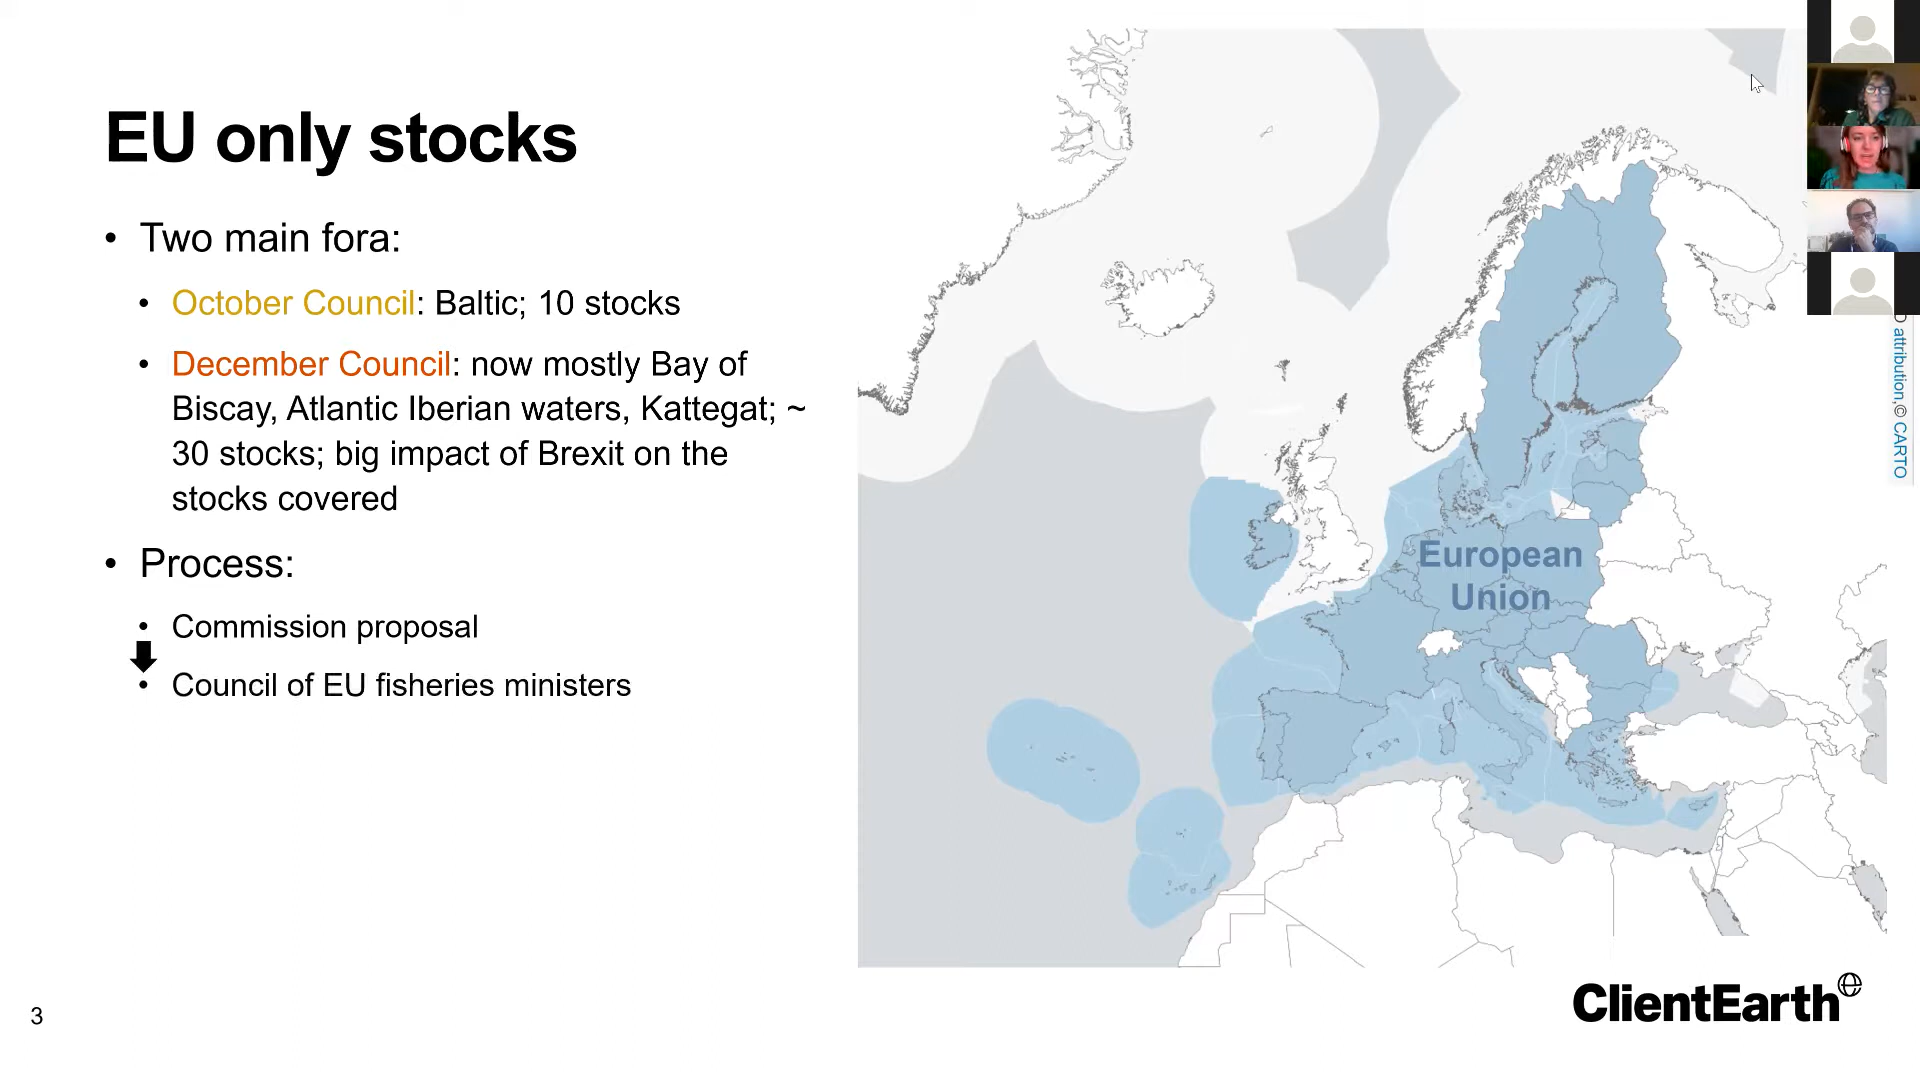 EU only stocks
• Two main fora:
• October Council: Baltic; 10 stocks
• December Council: now mostly Bay of
Biscay, Atlantic Iberian waters, Kattegat; ~
30 stocks; big impact of Brexit on the
stocks covered
• Process:
• Commission proposal
• Council of EU fisheries ministers
European
Union
attribution,© CARTO
ClientEarth
3